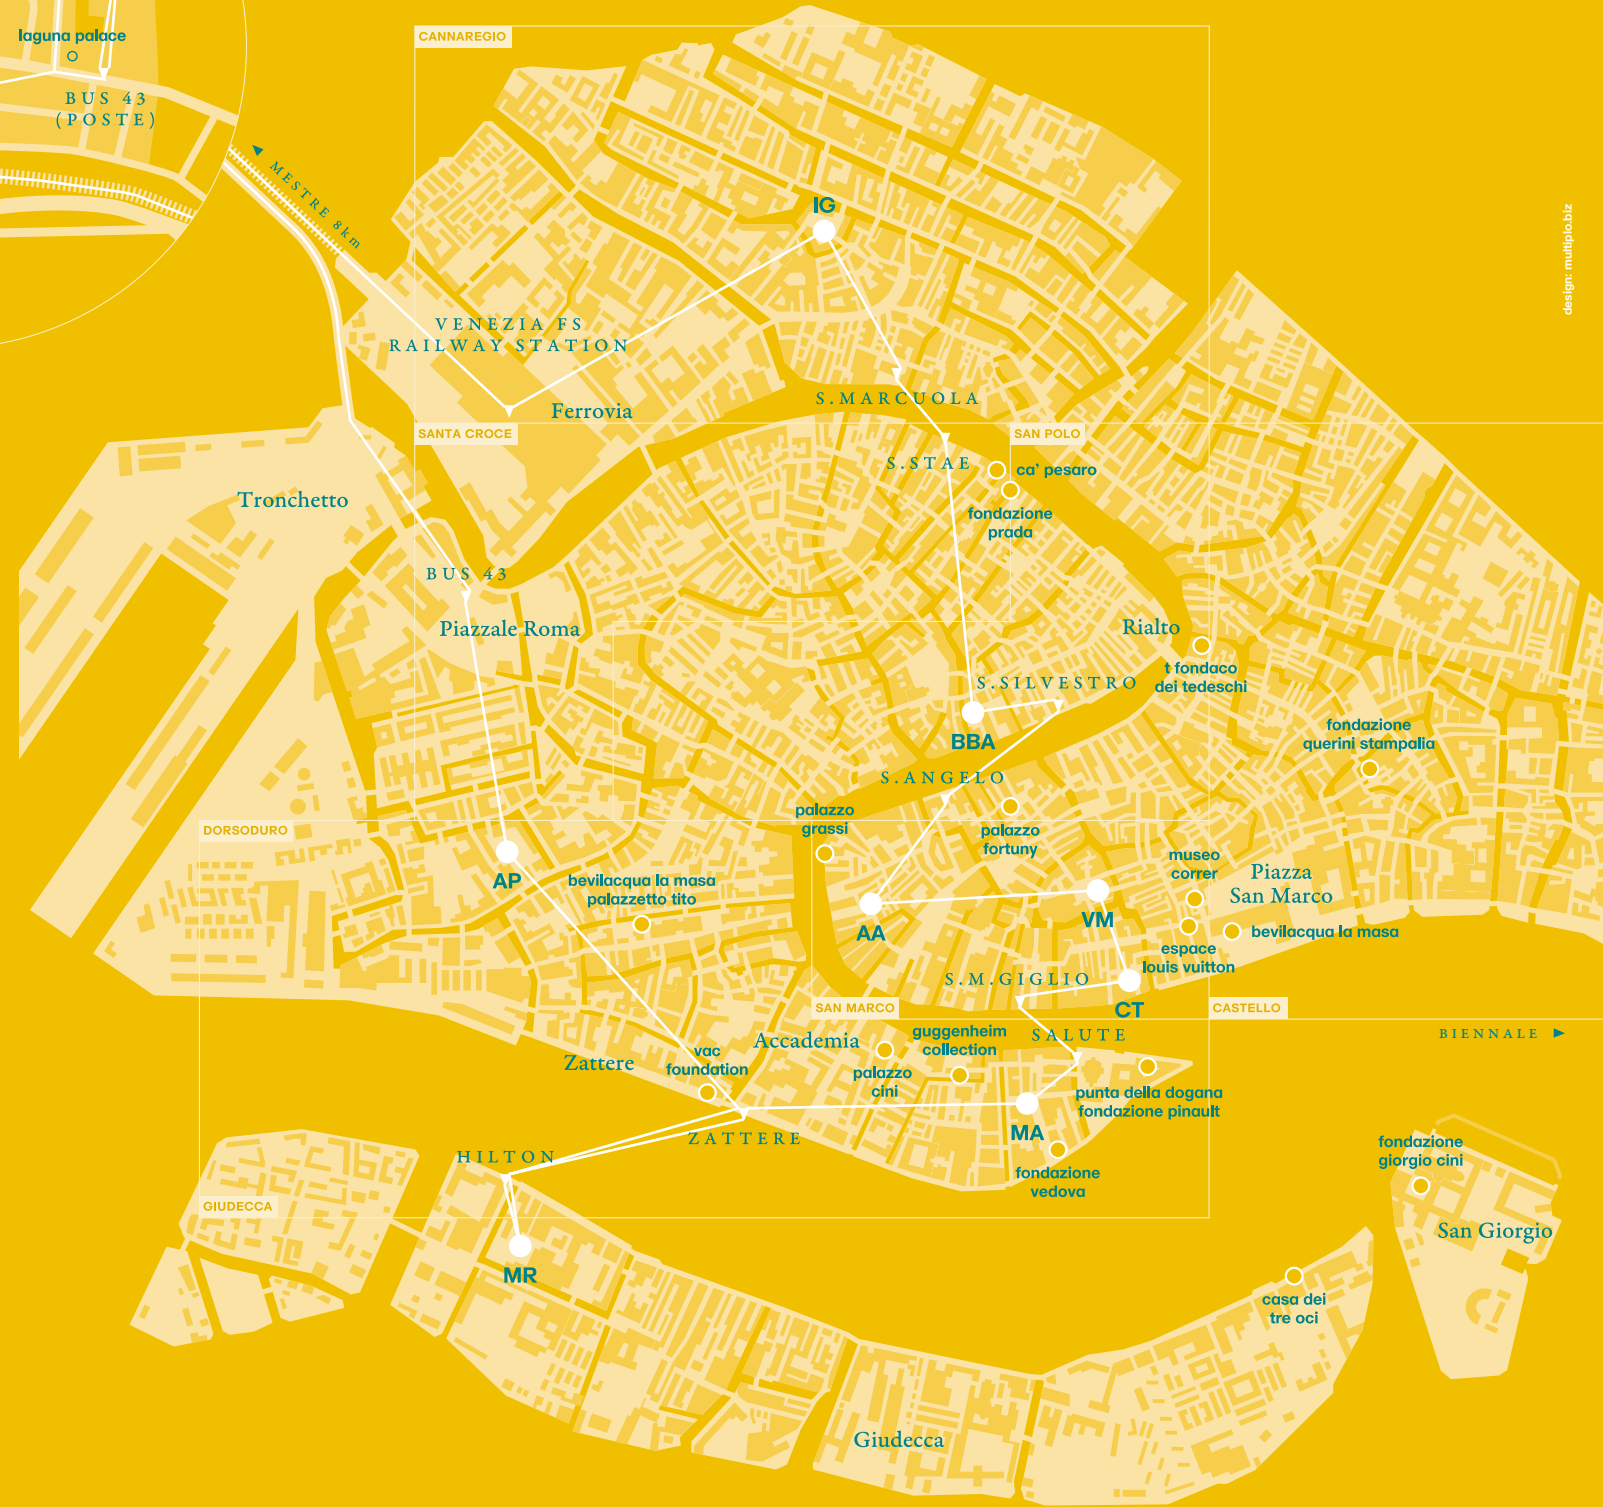 laguna palace
BUS 43
(POSTE)
MESTRE 8km
CANNAREGIO
IG
design: multiplo.biz
VENEZIA FS
RAILWAY STATION
Ferrovia
S.MARCUOLA
SANTA CROCE
SAN POLO
S.STAE
ca' pesaro
fondazione
prada
Tronchetto
BUS 43
Piazzale Roma
Rialto
t fondaco
dei tedeschi
S.SILVESTRO
BBA
fondazione
querini stampalia
S.ANGELO
palazzo
grassi
palazzo
fortuny
DORSODURO
museo
correr
Piazza
San Marco
AP
bevilacqua la masa
palazzetto tito
AA
VM
bevilacqua la masa
espace
louis vuitton
S.M.GIGLIO
SAN MARCO
CT
CASTELLO
BIENNALE
Accademia
guggenheim
collection
SALUTE
Zattere
vac
foundation
palazzo
cini
punta della dogana
fondazione pinault
ZATTERE
MA
HILTON
fondazione
vedova
fondazione
giorgio cini
GIUDECCA
San Giorgio
MR
casa dei
tre oci
Giudecca